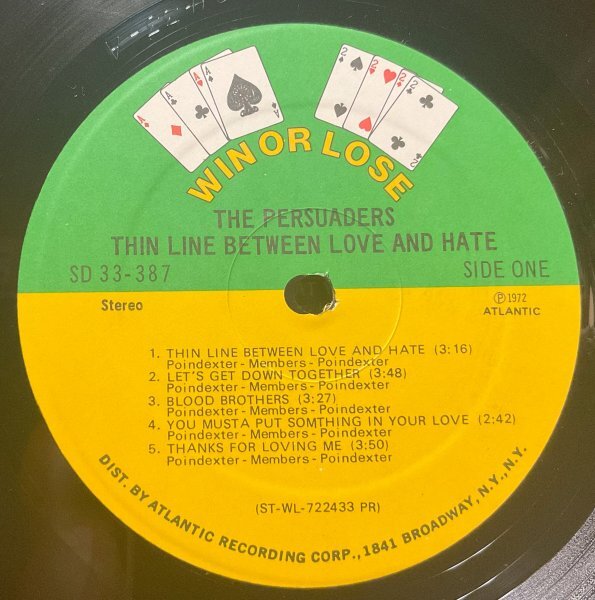 WIN OR LOSE
THE PERSUADERS
THIN LINE BETWEEN LOVE AND HATE
SD 33-387
SIDE ONE
Stereo
Ⓟ 1972
ATLANTIC
1. THIN LINE BETWEEN LOVE AND HATE (3:16)
Poindexter - Members - Poindexter
2. LET'S GET DOWN TOGETHER (3:48)
Poindexter - Members - Poindexter
3. BLOOD BROTHERS (3:27)
Poindexter - Members - Poindexter
4. YOU MUSTA PUT SOMTHING IN YOUR LOVE (2:42)
Poindexter - Members - Poindexter
5. THANKS FOR LOVING ME (3:50)
Poindexter - Members - Poindexter
(ST-WL-722433 PR)
DIST. BY ATLANTIC RECORDING CORP., 1841 BROADWAY, N.Y., N.Y.